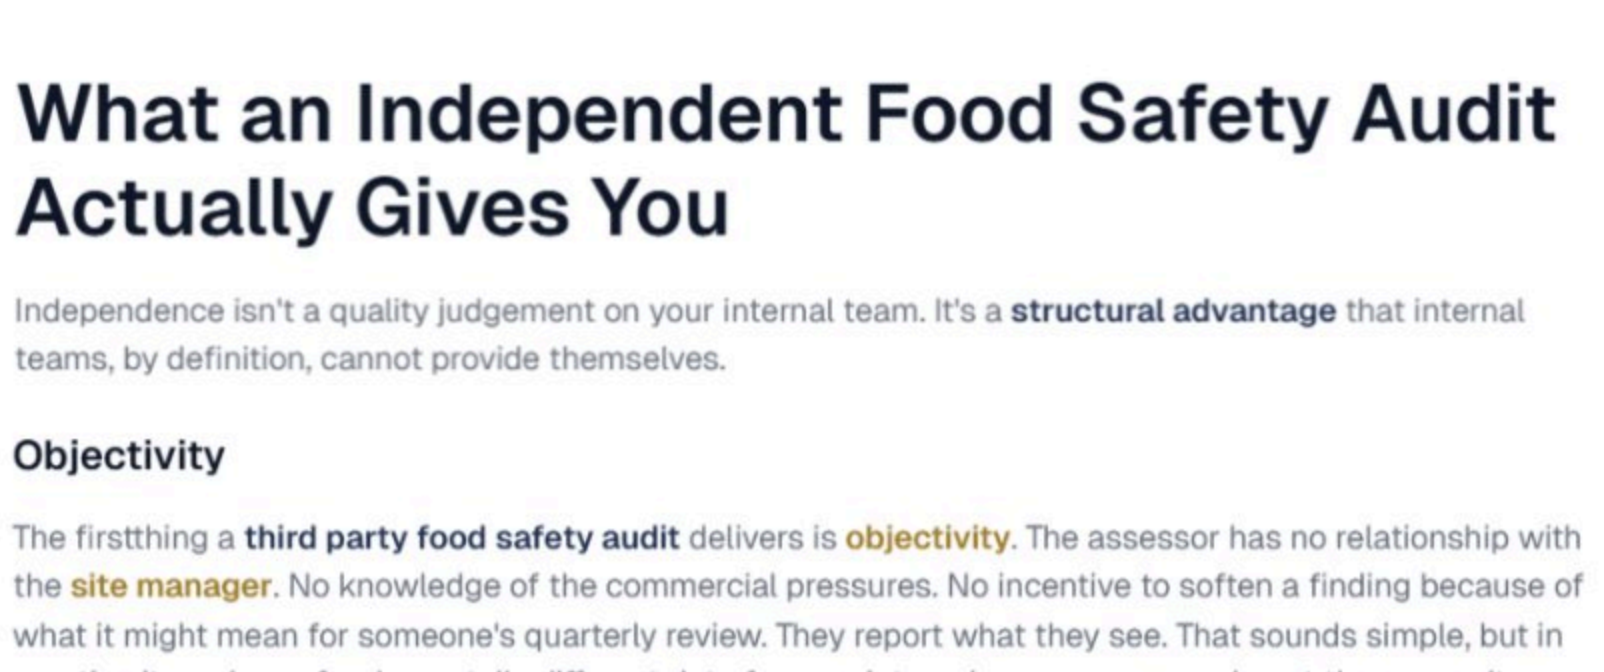 What an Independent Food Safety Audit
Actually Gives You
Independence isn't a quality judgement on your internal team. It's a structural advantage that internal
teams, by definition, cannot provide themselves.
Objectivity
The firstthing a third party food safety audit delivers is objectivity. The assessor has no relationship with
the site manager. No knowledge of the commercial pressures. No incentive to soften a finding because of
what it might mean for someone's quarterly review. They report what they see. That sounds simple, but in